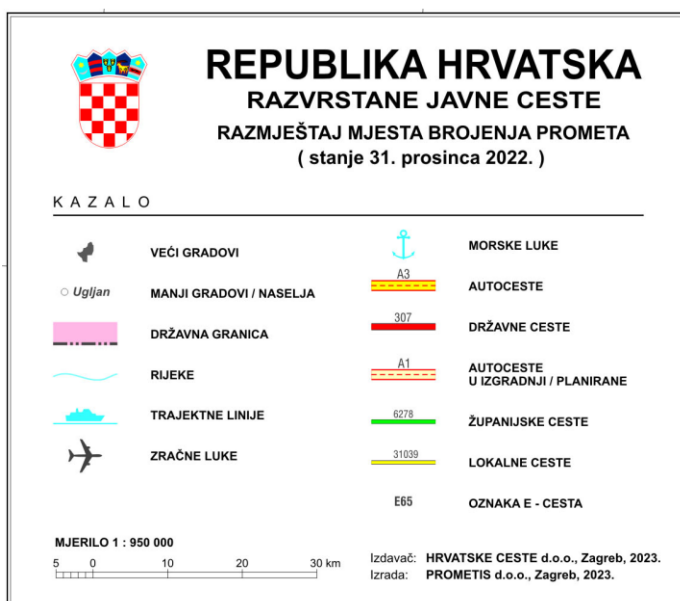 REPUBLIKA HRVATSKA
RAZVRSTANE JAVNE CESTE
RAZMJEŠTAJ MJESTA BROJENJA PROMETA
( stanje 31. prosinca 2022. )
K A Z A L O
VEĆI GRADOVI
Ugljan
MANJI GRADOVI / NASELJA
DRŽAVNA GRANICA
RIJEKE
TRAJEKTNE LINIJE
ZRAČNE LUKE
MORSKE LUKE
A3
AUTOCESTE
307
DRŽAVNE CESTE
A1
AUTOCESTE
U IZGRADNJI / PLANIRANE
6278
ŽUPANIJSKE CESTE
31039
LOKALNE CESTE
E65
OZNAKA E - CESTA
MJERILO 1 : 950 000
5 0 10 20 30 km
Izdavač: HRVATSKE CESTE d.o.o., Zagreb, 2023.
Izrada: PROMETIS d.o.o., Zagreb, 2023.